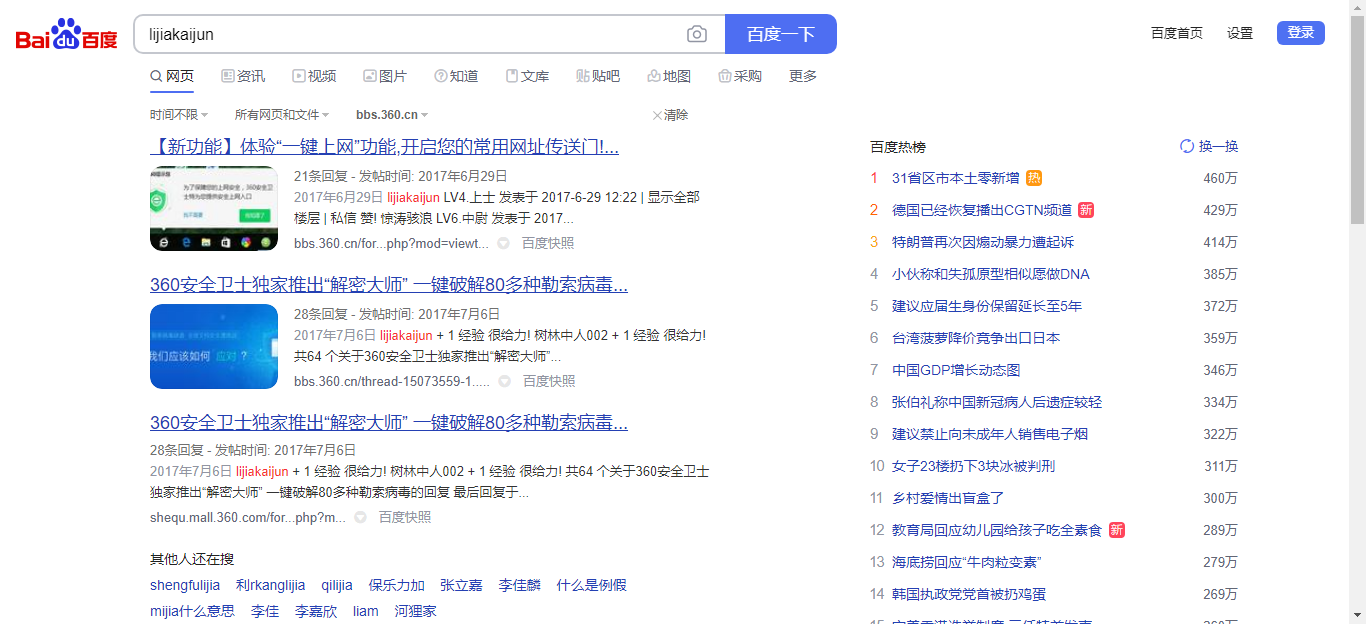 Bai du 百度 lijiakaijun 百度一下 百度首页 设置 登录
网页 资讯 视频 图片 知道 文库 贴吧 地图 采购 更多
时间不限 所有网页和文件 bbs.360.cn 清除
【新功能】体验“一键上网”功能,开启您的常用网址传送门!...
21条回复 - 发帖时间: 2017年6月29日
2017年6月29日 lijiakaijun LV4.上士 发表于 2017-6-29 12:22 | 显示全部
楼层 | 私信 赞! 惊涛骇浪 LV6.中尉 发表于 2017...
bbs.360.cn/for...php?mod=viewt... 百度快照
360安全卫士独家推出“解密大师” 一键破解80多种勒索病毒...
我们应该如何 应对 ?
28条回复 - 发帖时间: 2017年7月6日
2017年7月6日 lijiakaijun + 1 经验 很给力! 树林中人002 + 1 经验 很给力!
共64 个关于360安全卫士独家推出“解密大师”...
bbs.360.cn/thread-15073559-1..... 百度快照
360安全卫士独家推出“解密大师” 一键破解80多种勒索病毒...
28条回复 - 发帖时间: 2017年7月6日
2017年7月6日 lijiakaijun + 1 经验 很给力! 树林中人002 + 1 经验 很给力! 共64 个关于360安全卫士
独家推出“解密大师” 一键破解80多种勒索病毒的回复 最后回复于...
shequ.mall.360.com/for...php?m... 百度快照
其他人还在搜
shengfulijia 利rkanglijia qilijia 保乐力加 张立嘉 李佳麟 什么是例假
mijia什么意思 李佳 李嘉欣 liam 河狸家
百度热榜 换一换
1 31省区市本土零新增 热 460万
2 德国已经恢复播出CGTN频道 新 429万
3 特朗普再次因煽动暴力遭起诉 414万
4 小伙称和失孤原型相似愿做DNA 385万
5 建议应届生身份保留延长至5年 372万
6 台湾菠萝降价竞争出口日本 359万
7 中国GDP增长动态图 346万
8 张伯礼称中国新冠病人后遗症较轻 334万
9 建议禁止向未成年人销售电子烟 322万
10 女子23楼扔下3块冰被判刑 311万
11 乡村爱情出盲盒了 300万
12 教育局回应幼儿园给孩子吃全素食 新 289万
13 海底捞回应“牛肉粒变素” 279万
14 韩国执政党党首被扔鸡蛋 269万